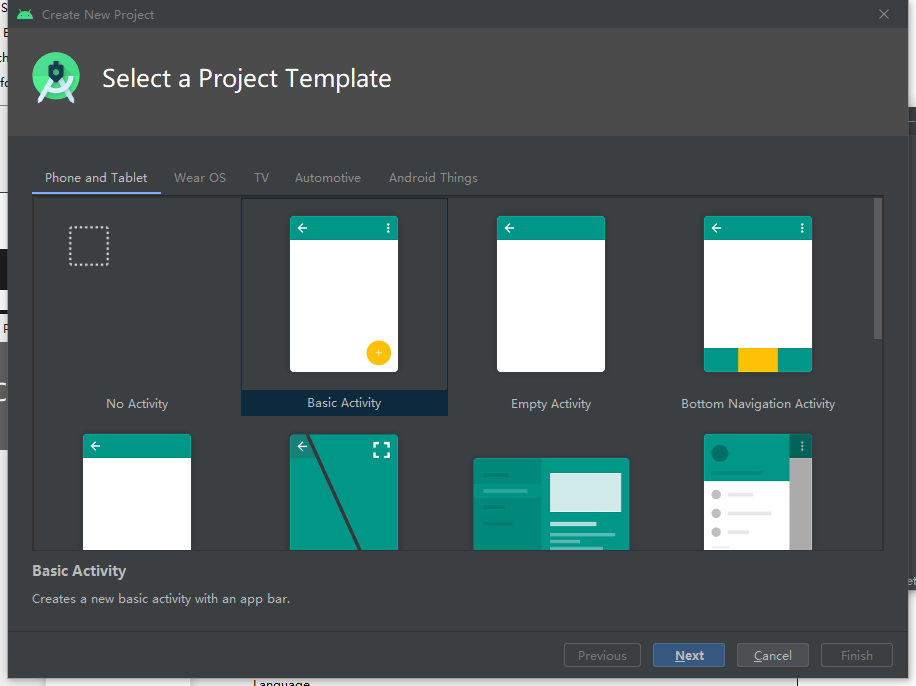 Create New Project
Select a Project Template
Phone and Tablet
Wear OS
TV
Automotive
Android Things
No Activity
Basic Activity
Empty Activity
Bottom Navigation Activity
Basic Activity
Creates a new basic activity with an app bar.
Previous
Next
Cancel
Finish
Language